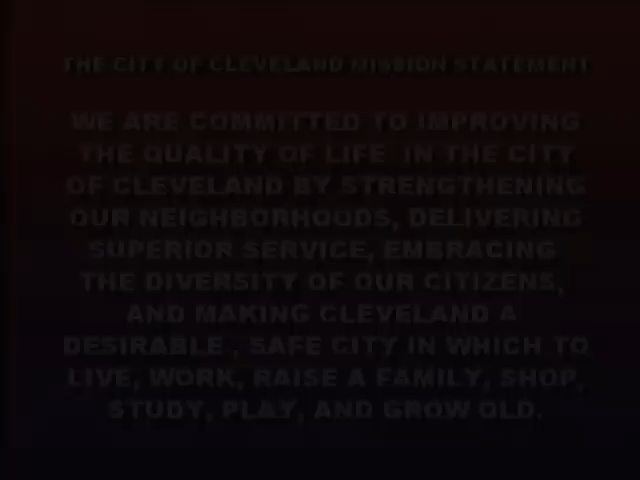 THE CITY OF CLEVELAND MISSION STATEMENT
WE ARE COMMITTED TO IMPROVING
THE QUALITY OF LIFE IN THE CITY
OF CLEVELAND BY STRENGTHENING
OUR NEIGHBORHOODS, DELIVERING
SUPERIOR SERVICE, EMBRACING
THE DIVERSITY OF OUR CITIZENS,
AND MAKING CLEVELAND A
DESIRABLE , SAFE CITY IN WHICH TO
LIVE, WORK, RAISE A FAMILY, SHOP,
STUDY, PLAY, AND GROW OLD.